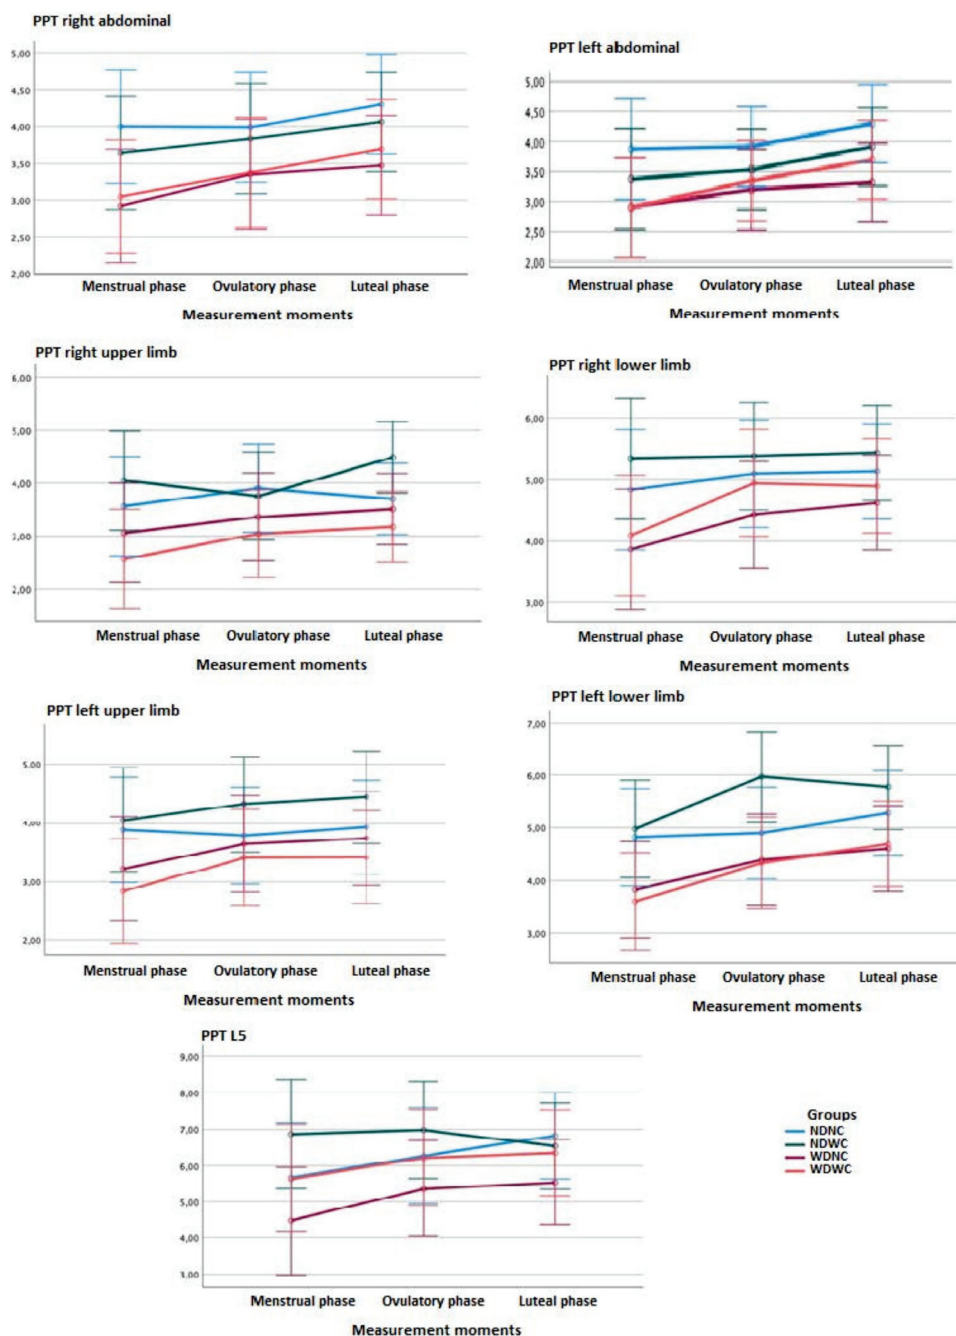 PPT right abdominal
5,00
4,50
4,00
3,50
3,00
2,50
2,00
Menstrual phase Ovulatory phase Luteal phase
Measurement moments
PPT left abdominal
5,00
4,50
4,00
3,50
3,00
2,50
2,00
Menstrual phase Ovulatory phase Luteal phase
Measurement moments
PPT right upper limb
6,00
5,00
4,00
3,00
2,00
Menstrual phase Ovulatory phase Luteal phase
Measurement moments
PPT right lower limb
6,00
5,00
4,00
3,00
Menstrual phase Ovulatory phase Luteal phase
Measurement moments
PPT left upper limb
5,00
4,00
3,00
2,00
Menstrual phase Ovulatory phase Luteal phase
Measurement moments
PPT left lower limb
7,00
6,00
5,00
4,00
3,00
Menstrual phase Ovulatory phase Luteal phase
Measurement moments
PPT L5
9,00
8,00
7,00
6,00
5,00
4,00
3,00
Menstrual phase Ovulatory phase Luteal phase
Measurement moments
Groups
NDNC
NDWC
WDNC
WDWC